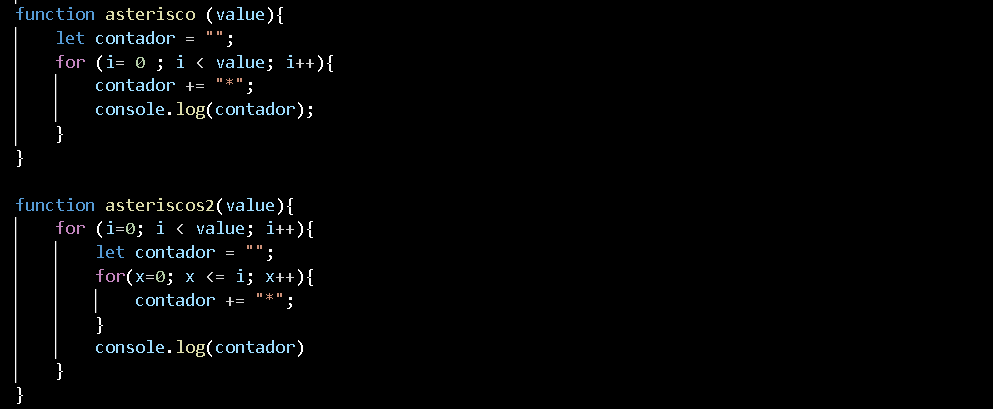 function asterisco (value){
    let contador = "";
    for (i= 0 ; i < value; i++){
        contador += "*";
        console.log(contador);
    }
}

function asteriscos2(value){
    for (i=0; i < value; i++){
        let contador = "";
        for(x=0; x <= i; x++){
            contador += "*";
        }
        console.log(contador)
    }
}